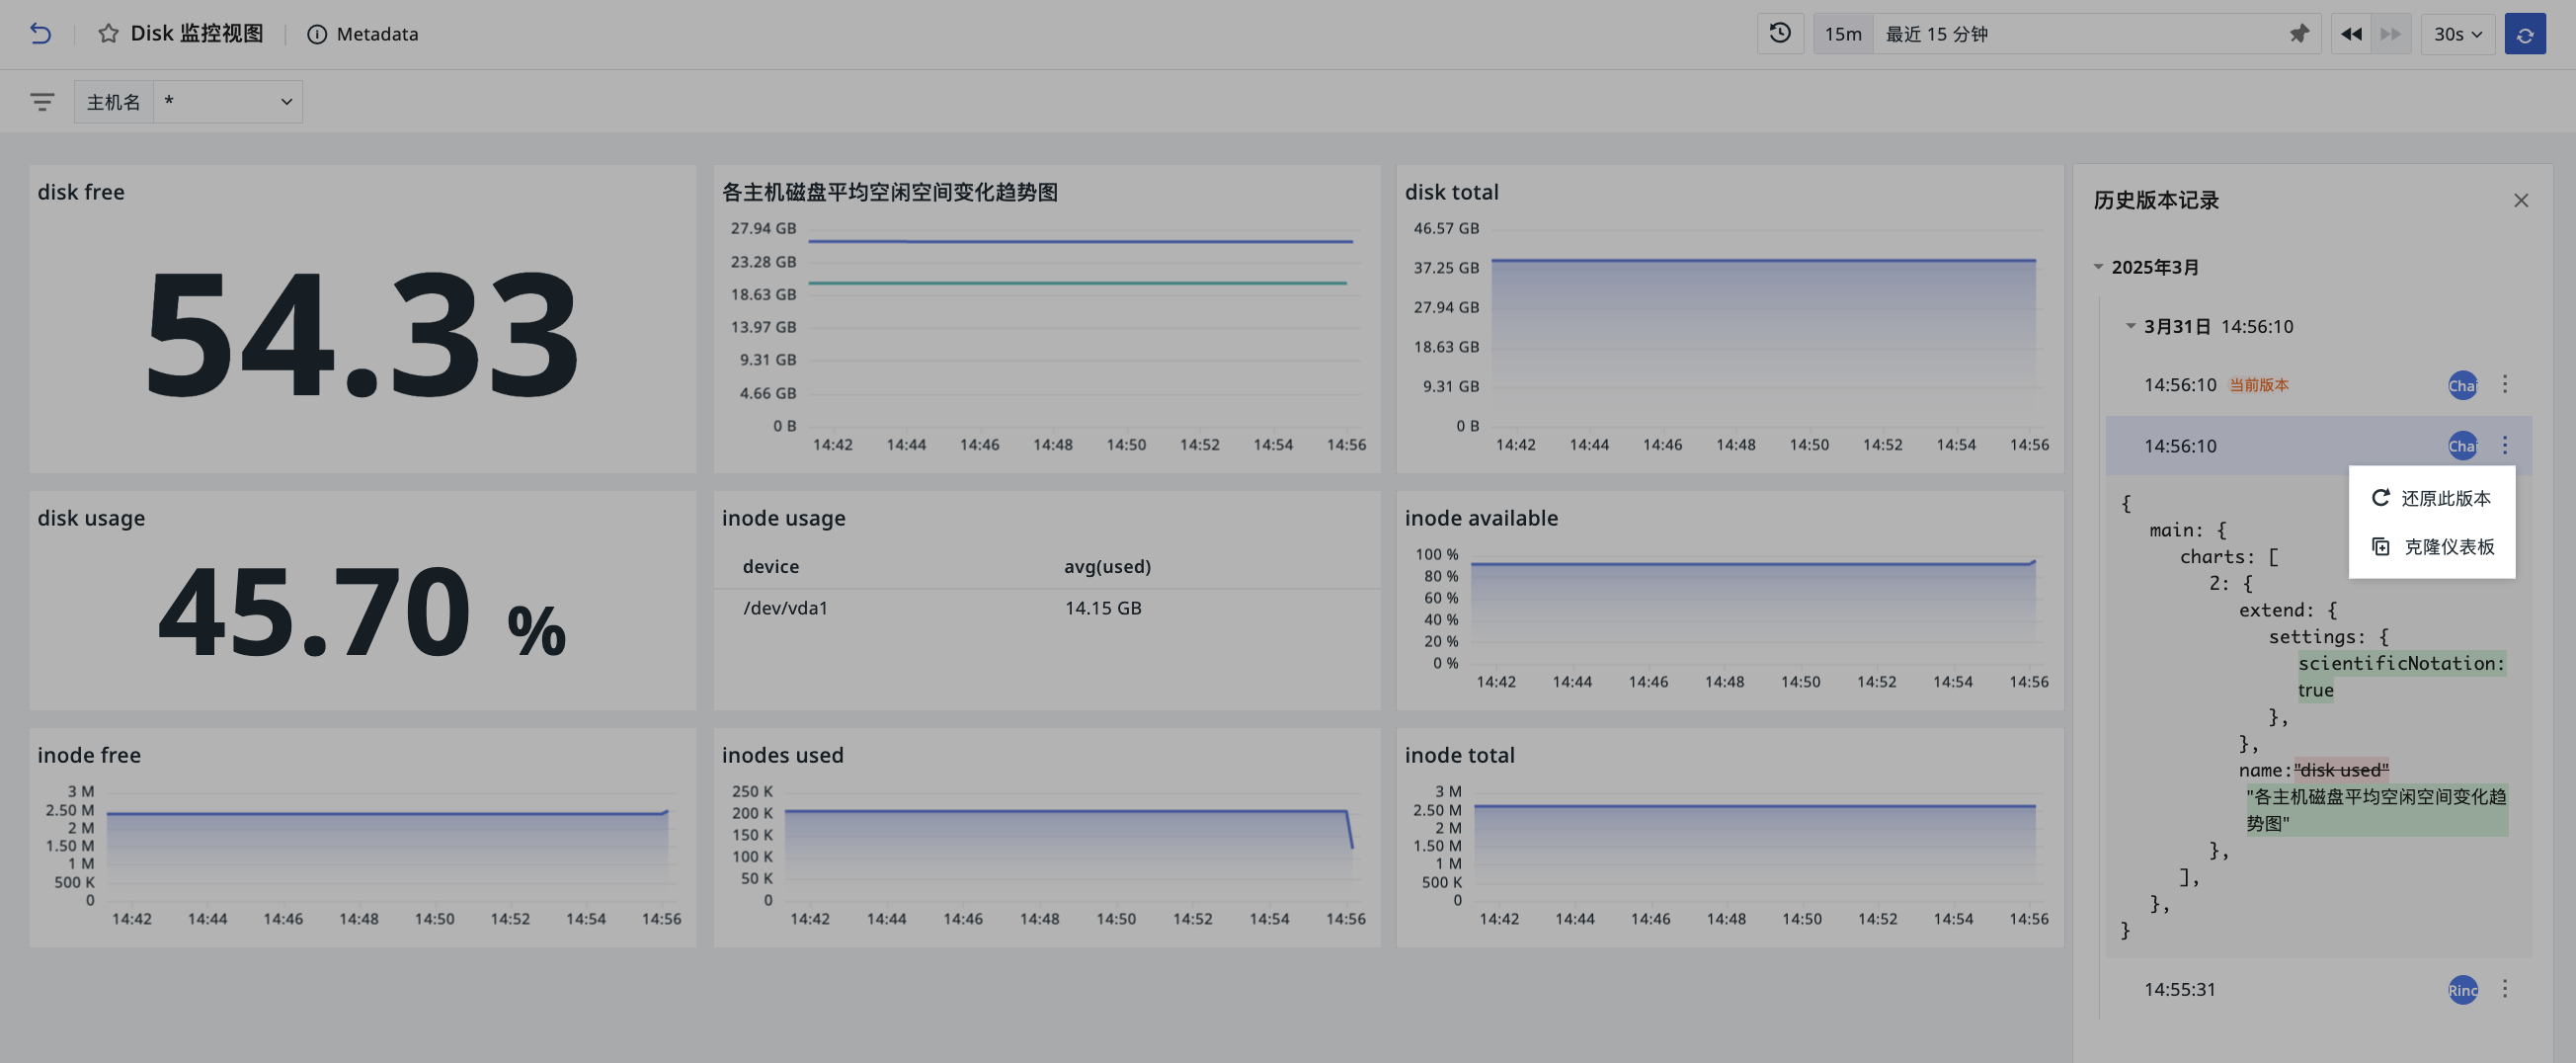 Disk 监控视图
Metadata
15m 最近 15 分钟
30s
主机名 *
disk free
54.33
各主机磁盘平均空闲空间变化趋势图
27.94 GB
23.28 GB
18.63 GB
13.97 GB
9.31 GB
4.66 GB
0 B
14:42 14:44 14:46 14:48 14:50 14:52 14:54 14:56
disk total
46.57 GB
37.25 GB
27.94 GB
18.63 GB
9.31 GB
0 B
14:42 14:44 14:46 14:48 14:50 14:52 14:54 14:56
disk usage
45.70 %
inode usage
device avg(used)
/dev/vda1 14.15 GB
inode available
100 %
80 %
60 %
40 %
20 %
0 %
14:42 14:44 14:46 14:48 14:50 14:52 14:54 14:56
inode free
3 M
2.50 M
2 M
1.50 M
1 M
500 K
0
14:42 14:44 14:46 14:48 14:50 14:52 14:54 14:56
inodes used
250 K
200 K
150 K
100 K
50 K
0
14:42 14:44 14:46 14:48 14:50 14:52 14:54 14:56
inode total
3 M
2.50 M
2 M
1.50 M
1 M
500 K
0
14:42 14:44 14:46 14:48 14:50 14:52 14:54 14:56
历史版本记录
2025年3月
3月31日 14:56:10
14:56:10 当前版本 Cha
14:56:10 Cha
还原此版本
克隆仪表板
{
main: {
charts: [
2: {
extend: {
settings: {
scientificNotation:
true
},
},
name:"disk used"
"各主机磁盘平均空闲空间变化趋
势图"
},
],
},
}
14:55:31 Rinc